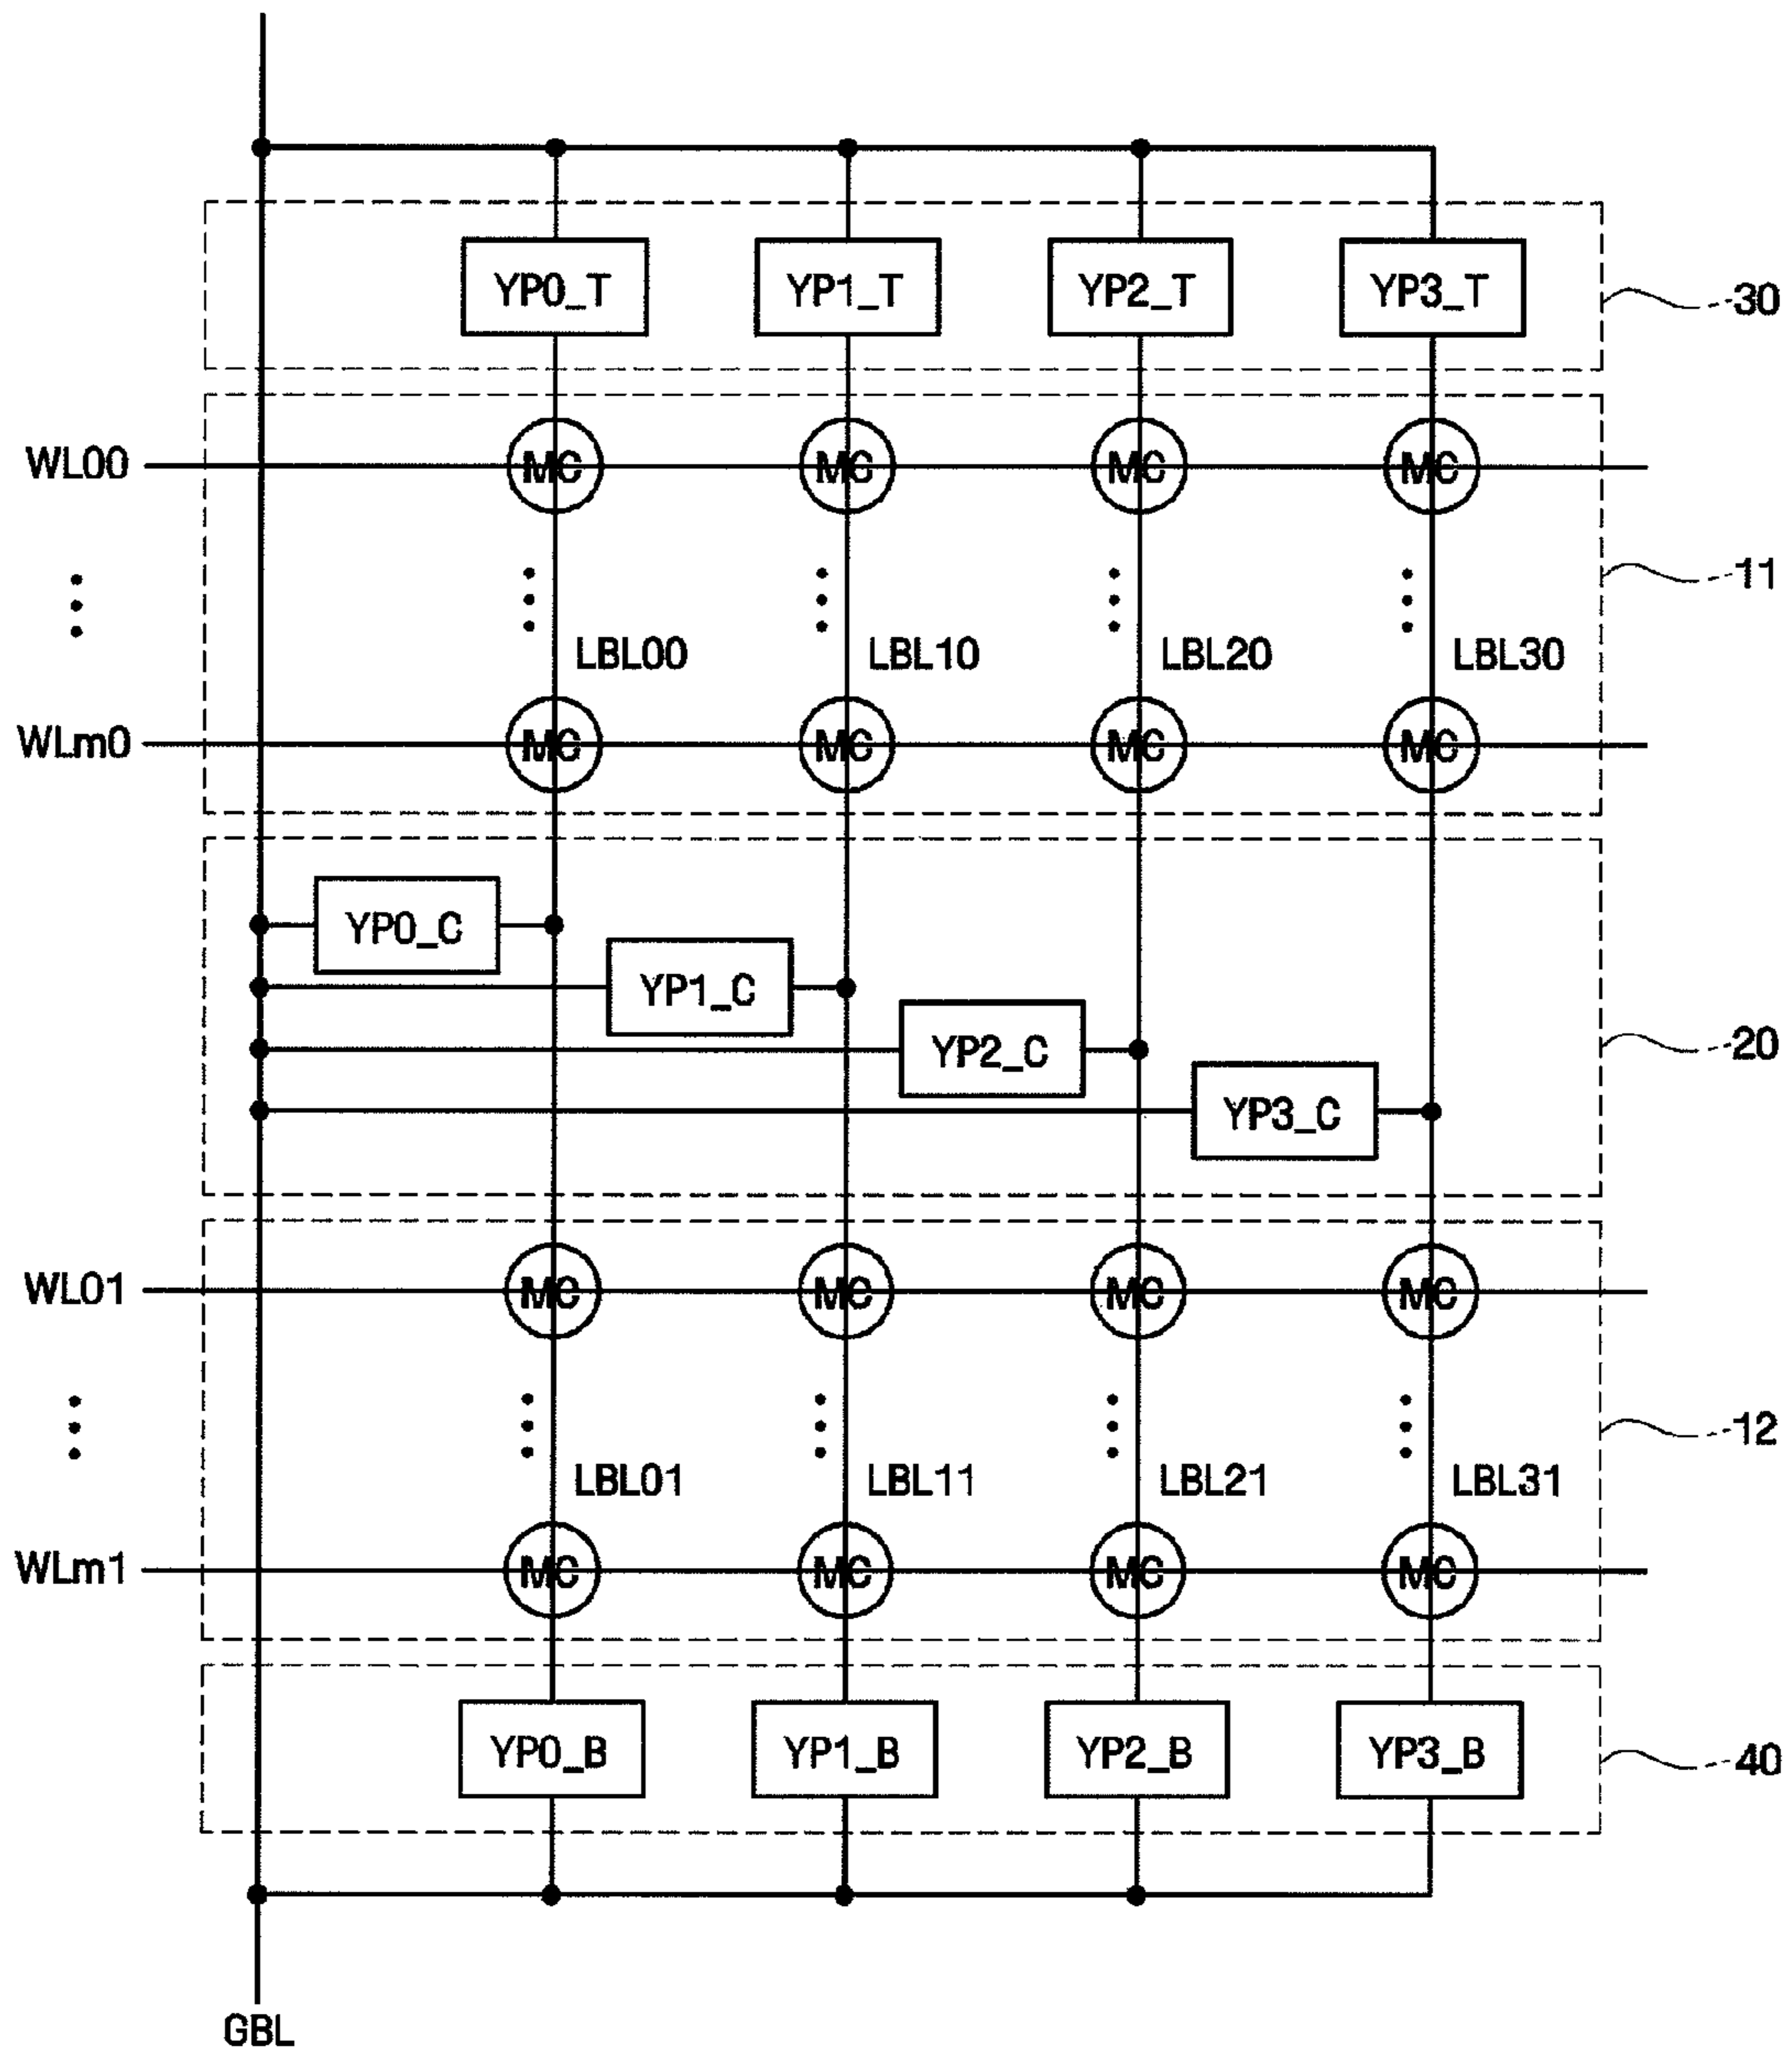 YP0_T YP1_T YP2_T YP3_T 30
WL00 MC MC MC MC
11
LBL00 LBL10 LBL20 LBL30
WLm0 MC MC MC MC
YP0_C
YP1_C
YP2_C 20
YP3_C
WL01 MC MC MC MC
12
LBL01 LBL11 LBL21 LBL31
WLm1 MC MC MC MC
YP0_B YP1_B YP2_B YP3_B 40
GBL